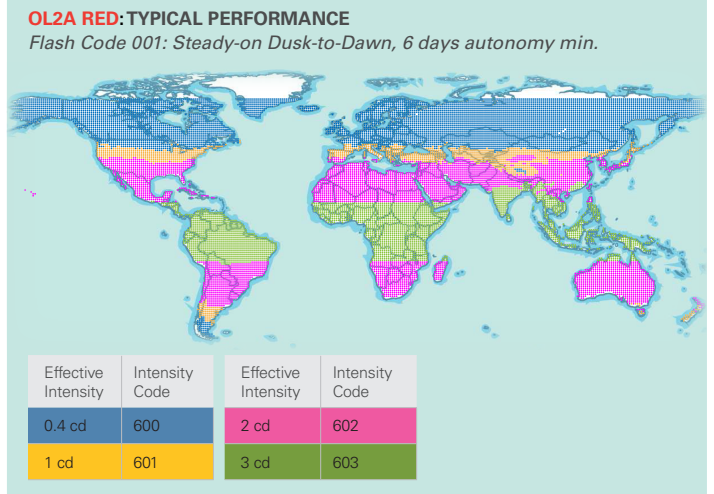 OL2A RED: TYPICAL PERFORMANCE
Flash Code 001: Steady-on Dusk-to-Dawn, 6 days autonomy min.
Effective Intensity
Intensity Code
0.4 cd 600
1 cd 601
Effective Intensity
Intensity Code
2 cd 602
3 cd 603